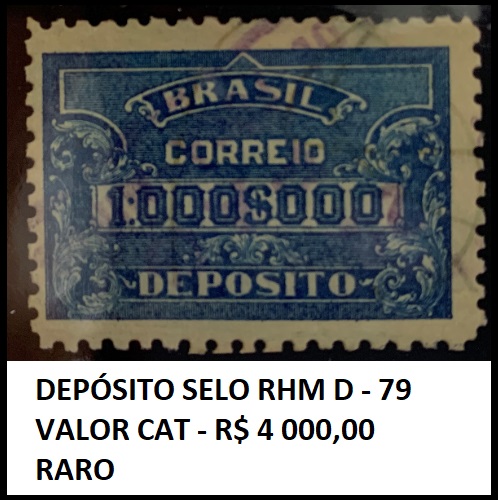 BRASIL
CORREIO
1:000$000
DEPOSITO
DEPÓSITO SELO RHM D - 79
VALOR CAT - R$ 4 000,00
RARO